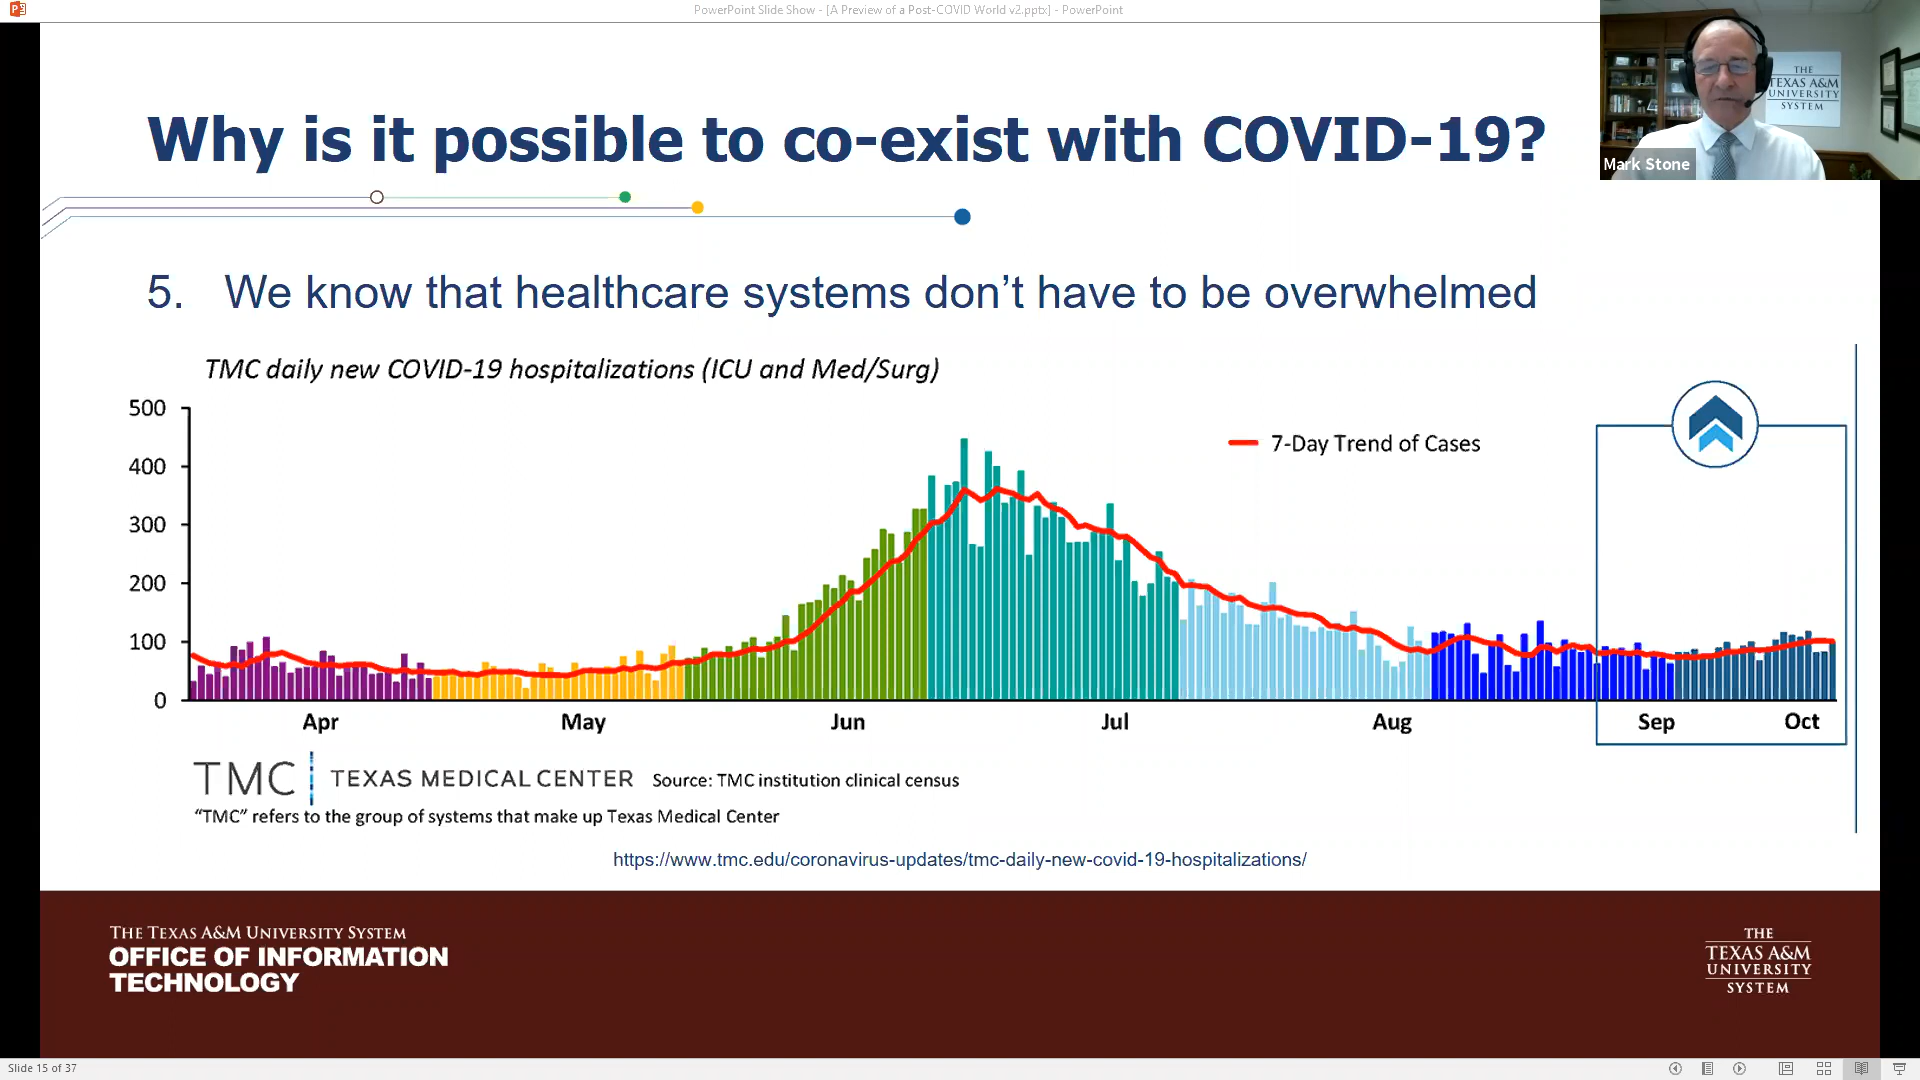 PowerPoint Slide Show - [A Preview of a Post-COVID World v2.pptx] - PowerPoint
THE
TEXAS A&M
UNIVERSITY
SYSTEM
Mark Stone
Why is it possible to co-exist with COVID-19?
5. We know that healthcare systems don’t have to be overwhelmed
TMC daily new COVID-19 hospitalizations (ICU and Med/Surg)
500
400
300
200
100
0
7-Day Trend of Cases
Apr May Jun Jul Aug Sep Oct
TMC TEXAS MEDICAL CENTER Source: TMC institution clinical census
“TMC” refers to the group of systems that make up Texas Medical Center
https://www.tmc.edu/coronavirus-updates/tmc-daily-new-covid-19-hospitalizations/
THE TEXAS A&M UNIVERSITY SYSTEM
OFFICE OF INFORMATION
TECHNOLOGY
THE
TEXAS A&M
UNIVERSITY
SYSTEM
Slide 15 of 37